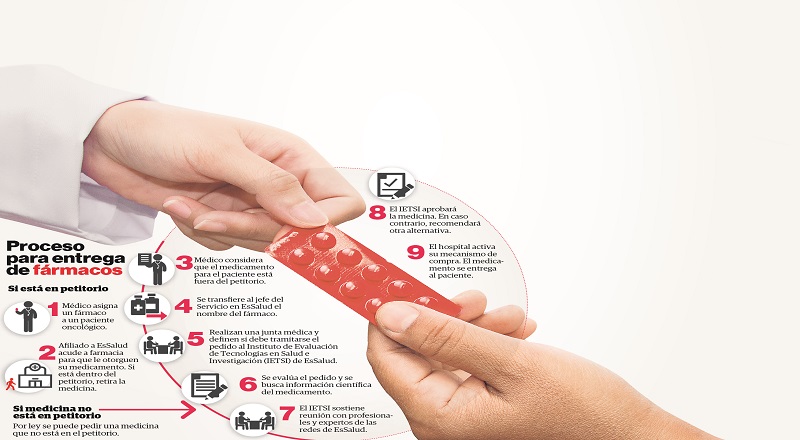 Proceso
para entrega
de fármacos
Si está en petitorio
1 Médico asigna
un fármaco
a un paciente
oncológico.
2 Afiliado a EsSalud
acude a farmacia
para que le otorguen
su medicamento. Si
está dentro del
petitorio, retira la
medicina.
Si medicina no
está en petitorio
Por ley se puede pedir una medicina
que no está en el petitorio.
3 Médico considera
que el medicamento
para el paciente está
fuera del petitorio.
4 Se transfiere al jefe del
Servicio en EsSalud el
nombre del fármaco.
5 Realizan una junta médica y
definen si debe tramitarse el
pedido al Instituto de Evaluación
de Tecnologías en Salud e
Investigación (IETSI) de EsSalud.
6 Se evalúa el pedido y se
busca información científica
del medicamento.
7 El IETSI sostiene
reunión con profesiona-
les y expertos de las
redes de EsSalud.
8 El IETSI aprobará
la medicina. En caso
contrario, recomendará
otra alternativa.
9 El hospital activa
su mecanismo de
compra. El medica-
mento se entrega
al paciente.